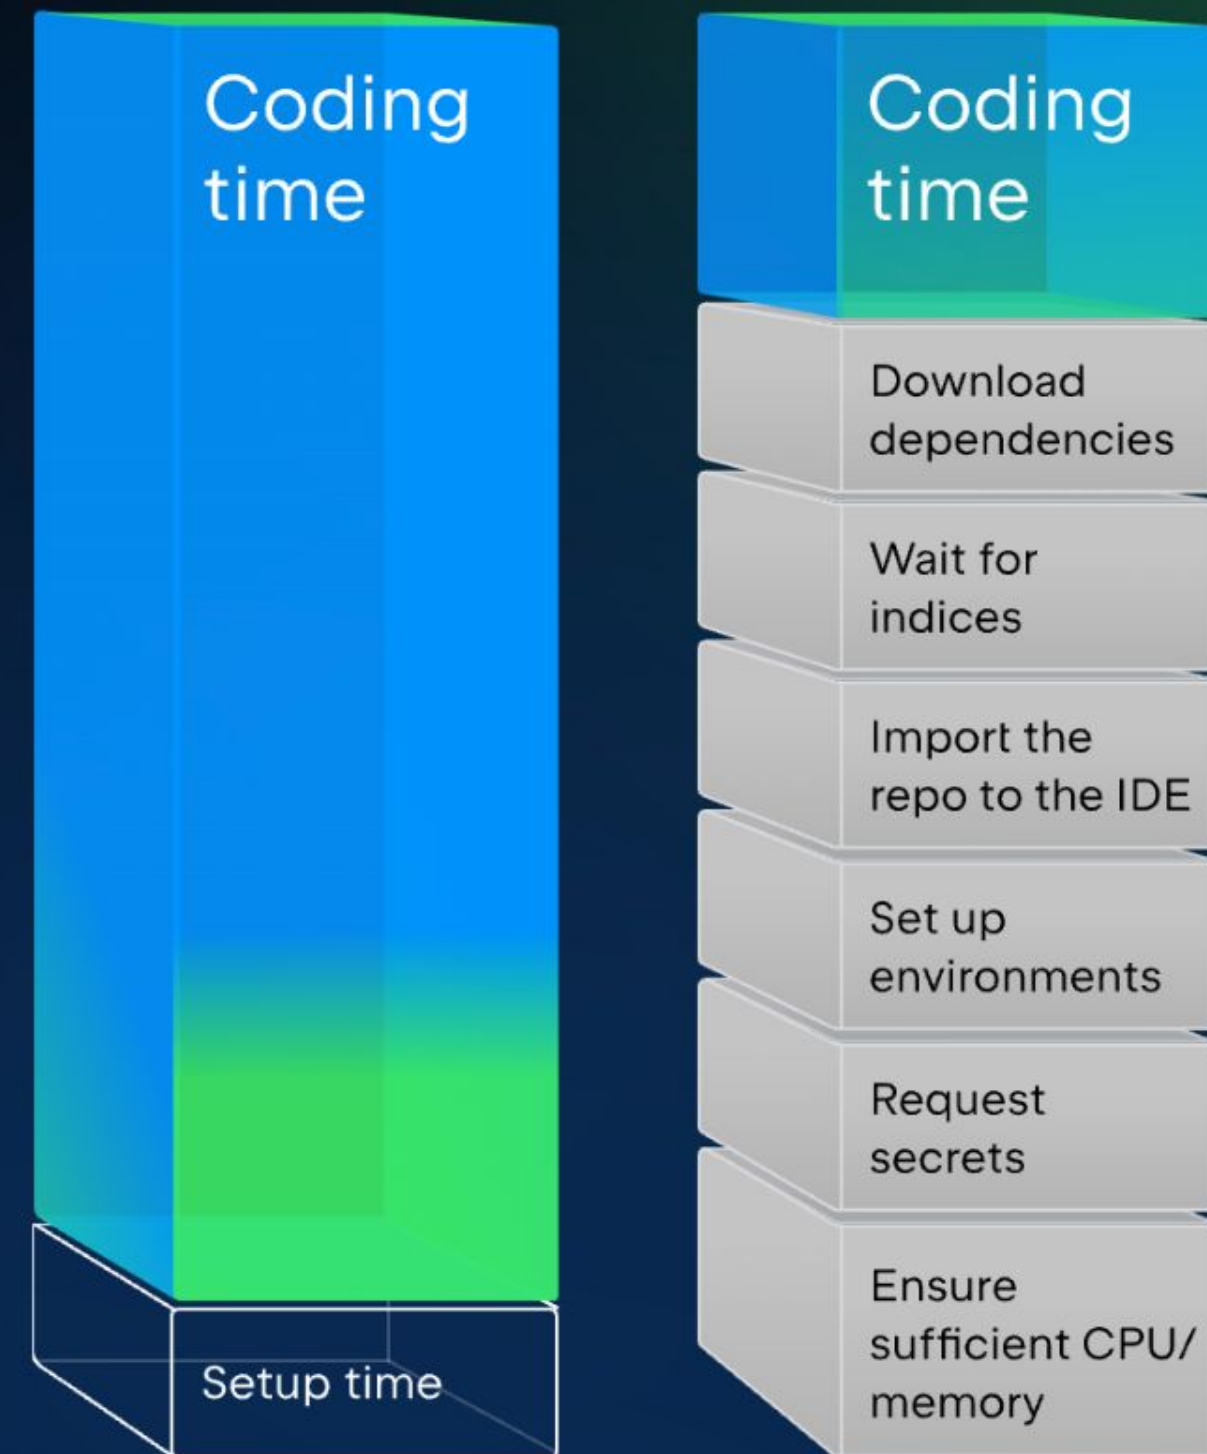 Coding
time
Setup time
Coding
time
Download
dependencies
Wait for
indices
Import the
repo to the IDE
Set up
environments
Request
secrets
Ensure
sufficient CPU/
memory